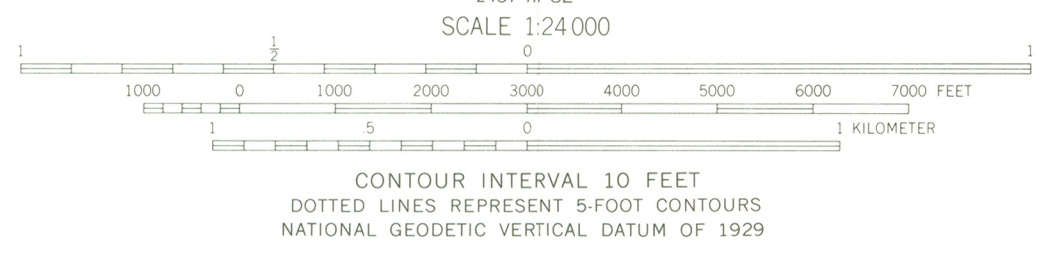 SCALE 1:24 000
1 1/2 0 1
1000 0 1000 2000 3000 4000 5000 6000 7000 FEET
1 .5 0 1 KILOMETER
CONTOUR INTERVAL 10 FEET
DOTTED LINES REPRESENT 5-FOOT CONTOURS
NATIONAL GEODETIC VERTICAL DATUM OF 1929